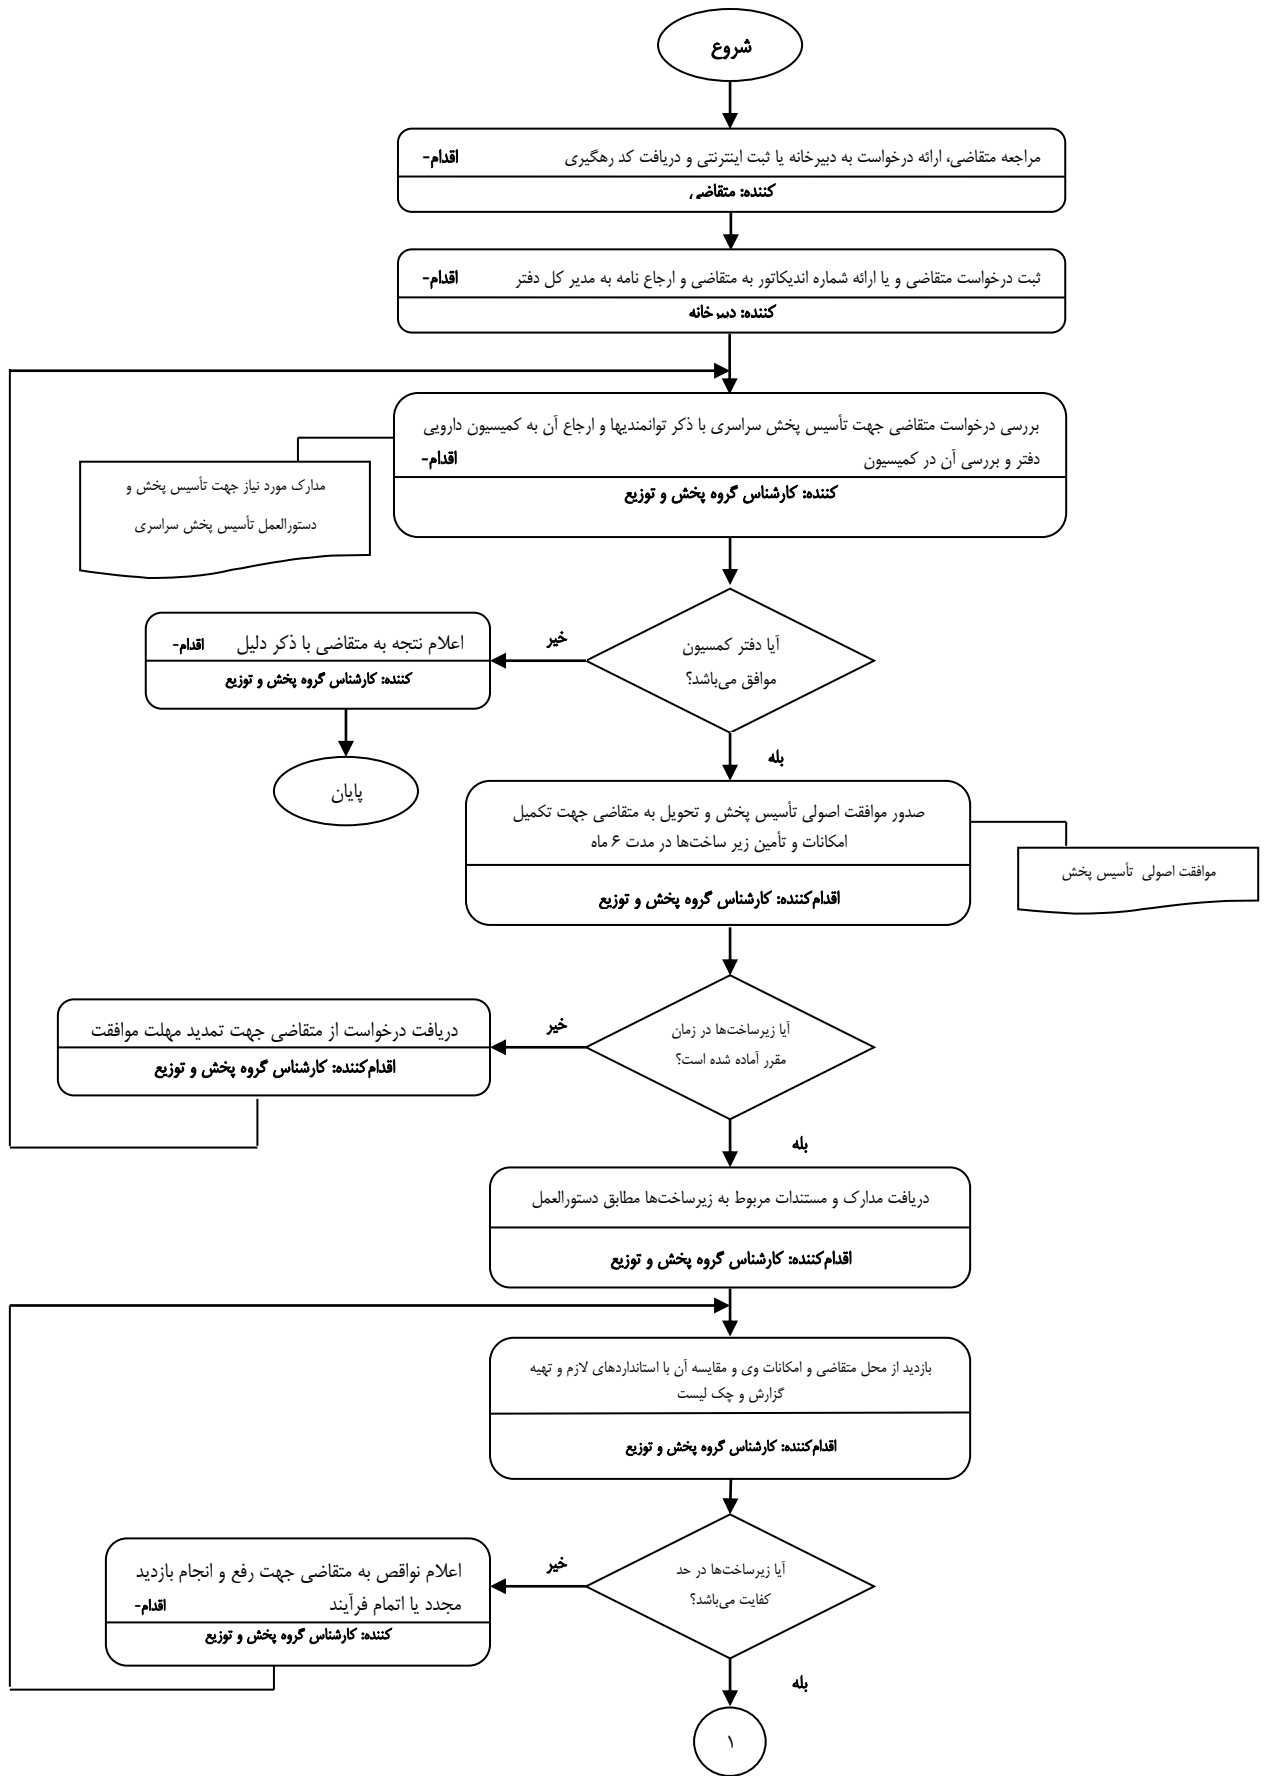 شروع
مراجعه متقاضی، ارائه درخواست به دبیرخانه یا ثبت اینترنتی و دریافت کد رهگیری اقدام-
کننده: متقاضی
ثبت درخواست متقاضی و یا ارائه شماره اندیکاتور به متقاضی و ارجاع نامه به مدیر کل دفتر اقدام-
کننده: دبیرخانه
بررسی درخواست متقاضی جهت تأسیس پخش سراسری با ذکر توانمندیها و ارجاع آن به کمیسیون دارویی
دفتر و بررسی آن در کمیسیون اقدام-
کننده: کارشناس گروه پخش و توزیع
مدارک مورد نیاز جهت تأسیس پخش و
دستورالعمل تأسیس پخش سراسری
آیا دفتر کمسیون
موافق می‌باشد؟
خیر
اعلام نتجه به متقاضی با ذکر دلیل اقدام-
کننده: کارشناس گروه پخش و توزیع
پایان
بله
صدور موافقت اصولی تأسیس پخش و تحویل به متقاضی جهت تکمیل
امکانات و تأمین زیر ساخت‌ها در مدت ۶ ماه
اقدام‌کننده: کارشناس گروه پخش و توزیع
موافقت اصولی تأسیس پخش
آیا زیرساخت‌ها در زمان
مقرر آماده شده است؟
خیر
دریافت درخواست از متقاضی جهت تمدید مهلت موافقت
اقدام‌کننده: کارشناس گروه پخش و توزیع
بله
دریافت مدارک و مستندات مربوط به زیرساخت‌ها مطابق دستورالعمل
اقدام‌کننده: کارشناس گروه پخش و توزیع
بازدید از محل متقاضی و امکانات وی و مقایسه آن با استانداردهای لازم و تهیه
گزارش و چک لیست
اقدام‌کننده: کارشناس گروه پخش و توزیع
آیا زیرساخت‌ها در حد
کفایت می‌باشد؟
خیر
اعلام نواقص به متقاضی جهت رفع و انجام بازدید
مجدد یا اتمام فرآیند اقدام-
کننده: کارشناس گروه پخش و توزیع
بله
۱